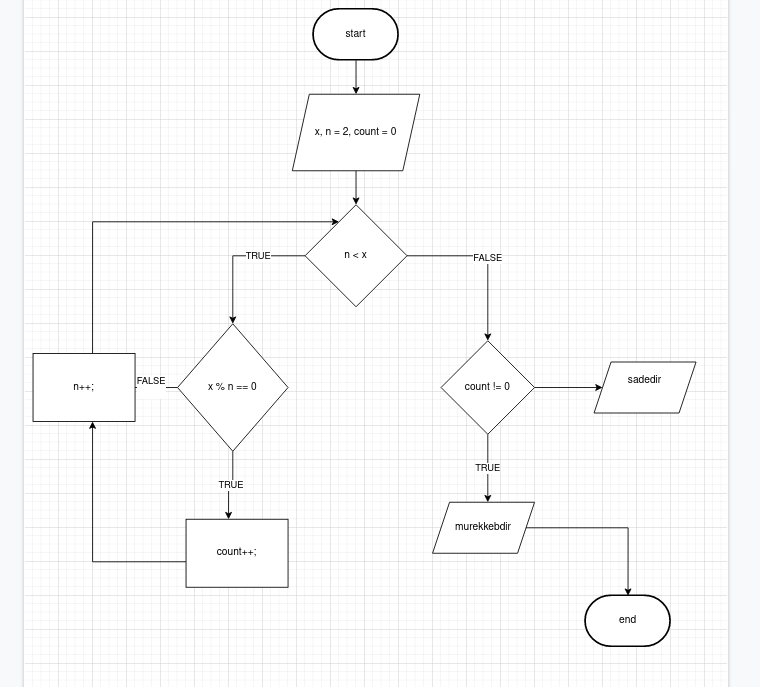 start
x, n = 2, count = 0
n < x
TRUE
FALSE
n++;
FALSE
x % n == 0
count != 0
sadedir
TRUE
TRUE
count++;
murekkebdir
end